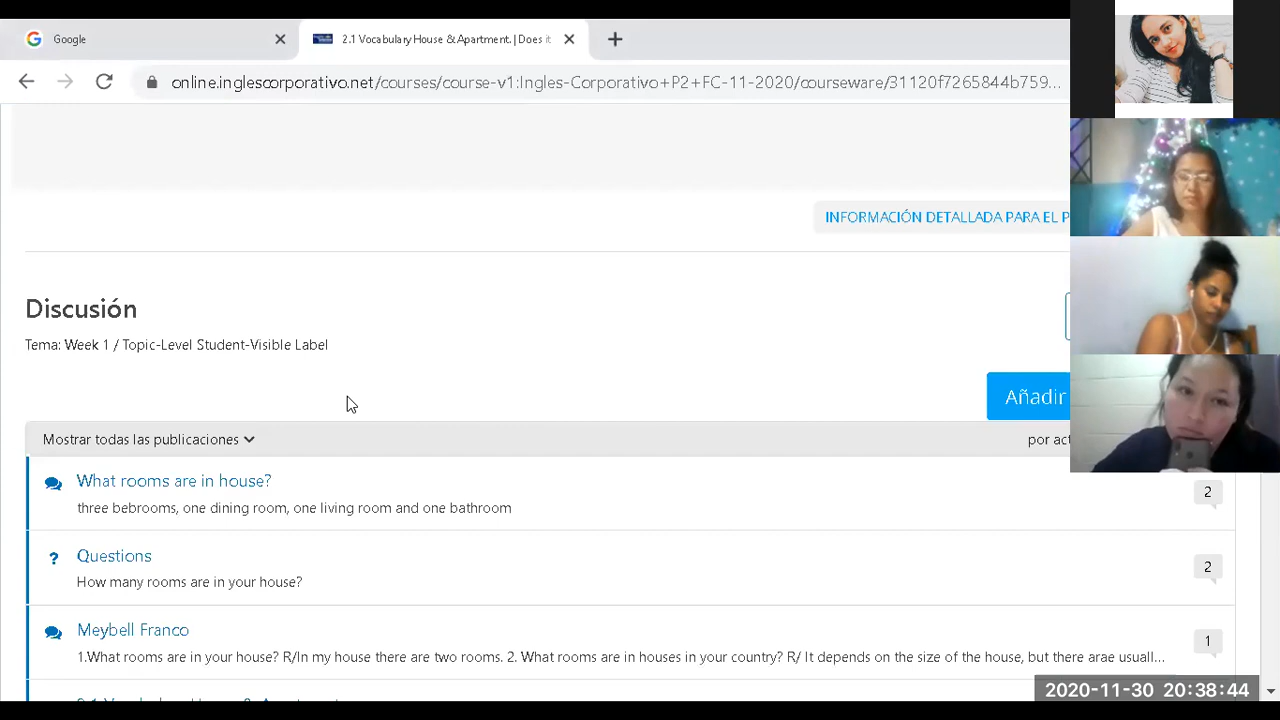 Google
2.1 Vocabulary House & Apartment. | Does it
online.inglescorporativo.net/courses/course-v1:Ingles-Corporativo+P2+FC-11-2020/courseware/31120f7265844b759...
INFORMACIÓN DETALLADA PARA EL P
Discusión
Tema: Week 1 / Topic-Level Student-Visible Label
Añadir
Mostrar todas las publicaciones
por act
What rooms are in house?
2
three bebrooms, one dining room, one living room and one bathroom
?
Questions
2
How many rooms are in your house?
Meybell Franco
1
1.What rooms are in your house? R/In my house there are two rooms. 2. What rooms are in houses in your country? R/ It depends on the size of the house, but there arae usuall...
2020-11-30 20:38:44